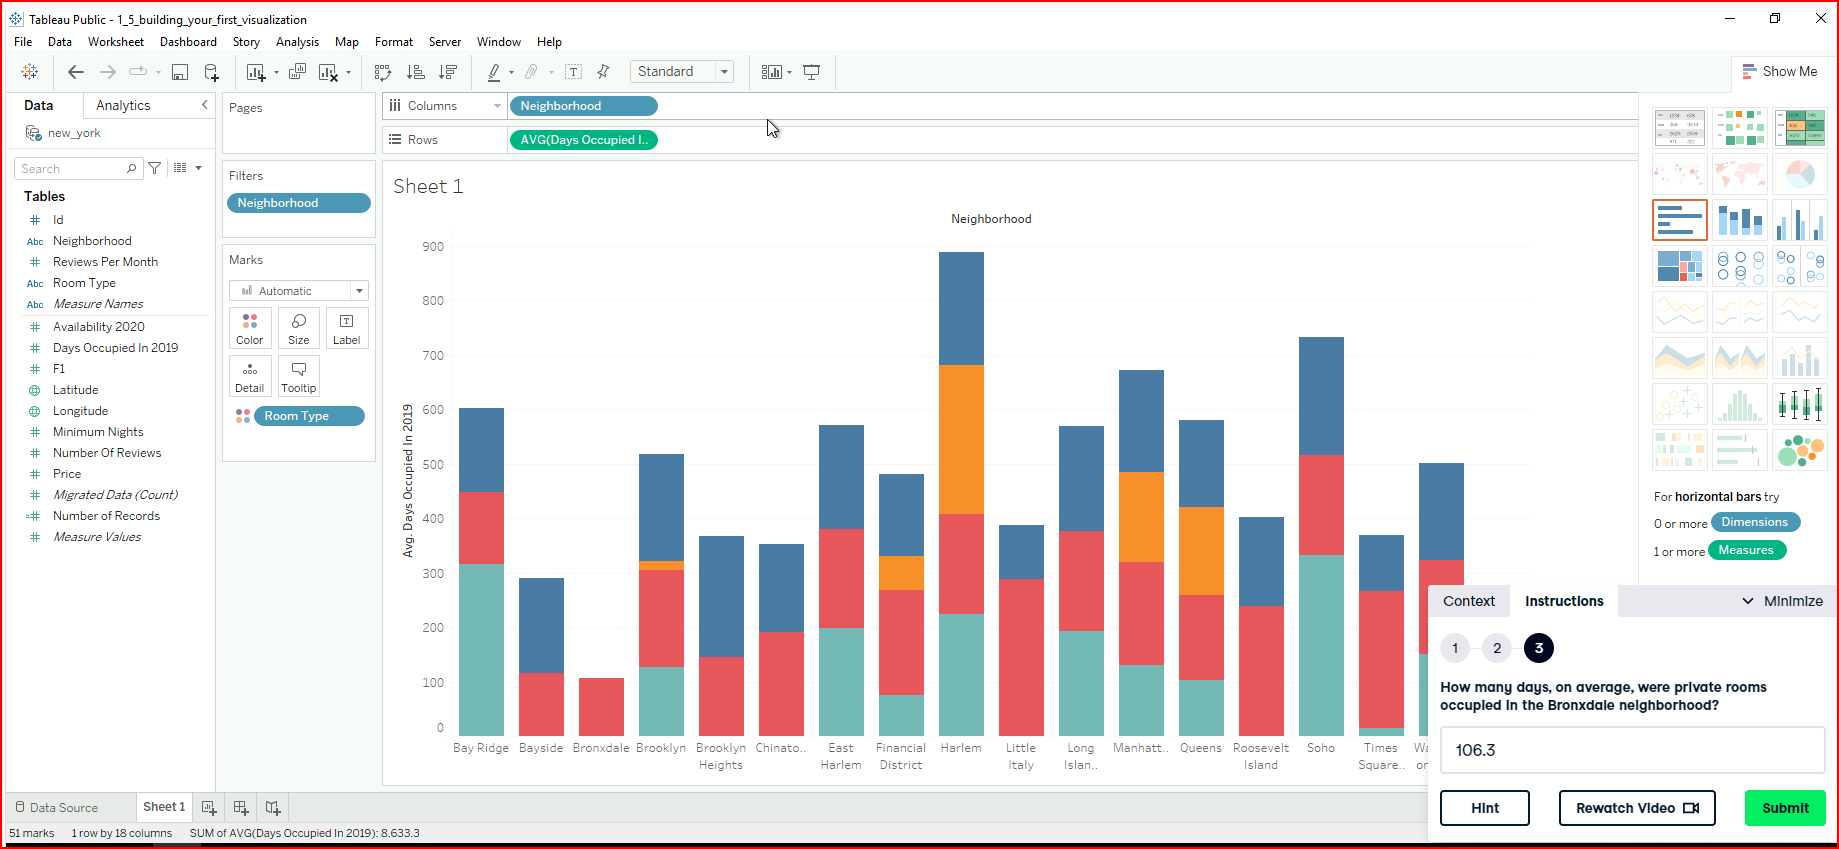 Tableau Public - 1_5_building_your_first_visualization
File Data Worksheet Dashboard Story Analysis Map Format Server Window Help
Standard
Show Me
Data Analytics
new_york
Search
Tables
Id
Neighborhood
Reviews Per Month
Room Type
Measure Names
Availability 2020
Days Occupied In 2019
F1
Latitude
Longitude
Minimum Nights
Number Of Reviews
Price
Migrated Data (Count)
Number of Records
Measure Values
Abc
Abc
Abc
Pages
Filters
Neighborhood
Marks
Automatic
Color Size Label
Detail Tooltip
Room Type
Columns Neighborhood
Rows AVG(Days Occupied I..
Sheet 1
Neighborhood
Avg. Days Occupied In 2019
900
800
700
600
500
400
300
200
100
0
Bay Ridge Bayside Bronxdale Brooklyn Brooklyn Heights Chinato.. East Harlem Financial District Harlem Little Italy Long Islan.. Manhatt.. Queens Roosevelt Island Soho Times Square.. Wa
For horizontal bars try
0 or more Dimensions
1 or more Measures
Context Instructions Minimize
1 2 3
How many days, on average, were private rooms
occupied in the Bronxdale neighborhood?
106.3
Hint Rewatch Video Submit
Data Source Sheet 1
51 marks 1 row by 18 columns SUM of AVG(Days Occupied In 2019): 8,633.3